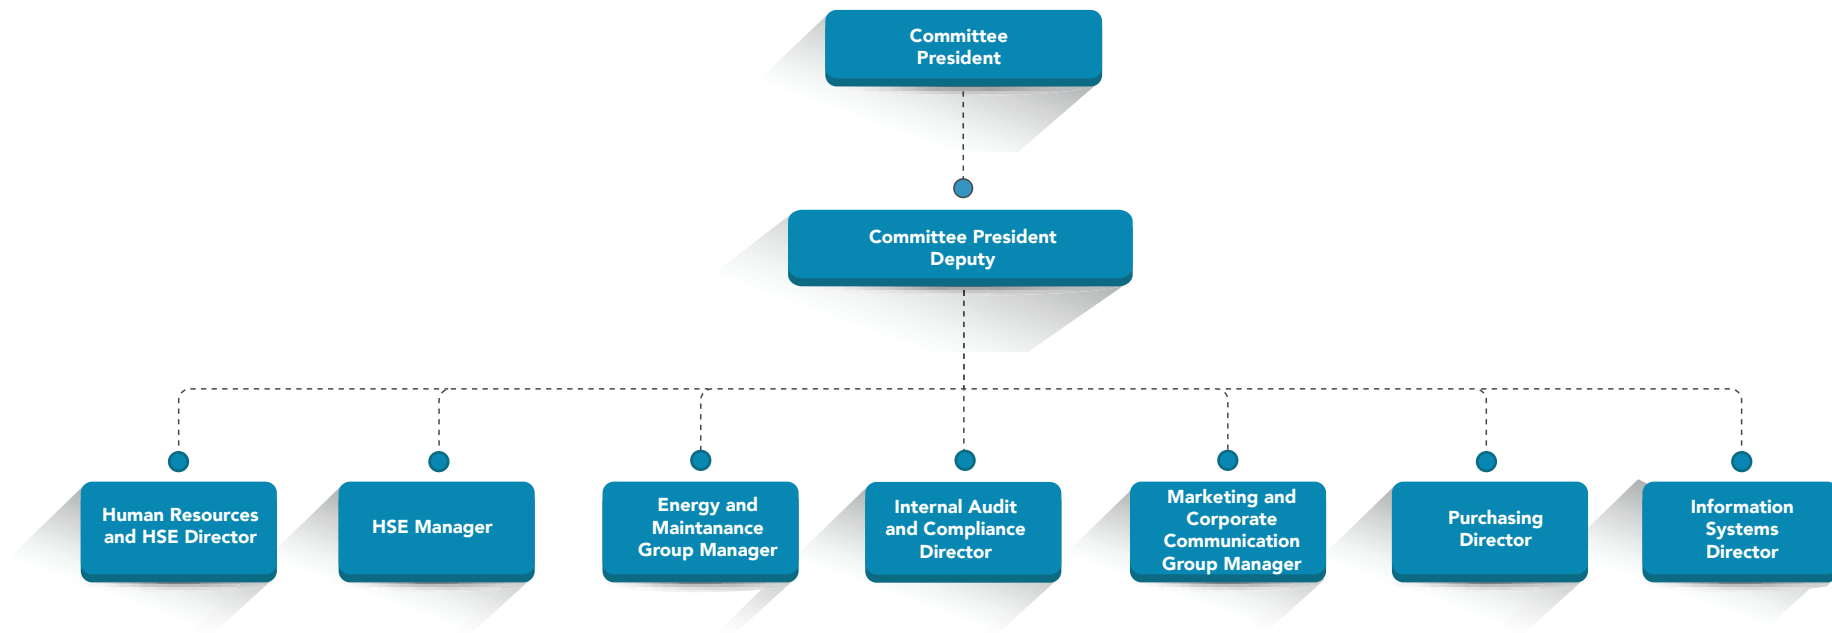 Committee
President
Committee President
Deputy
Human Resources
and HSE Director
HSE Manager
Energy and
Maintanance
Group Manager
Internal Audit
and Compliance
Director
Marketing and
Corporate
Communication
Group Manager
Purchasing
Director
Information
Systems
Director